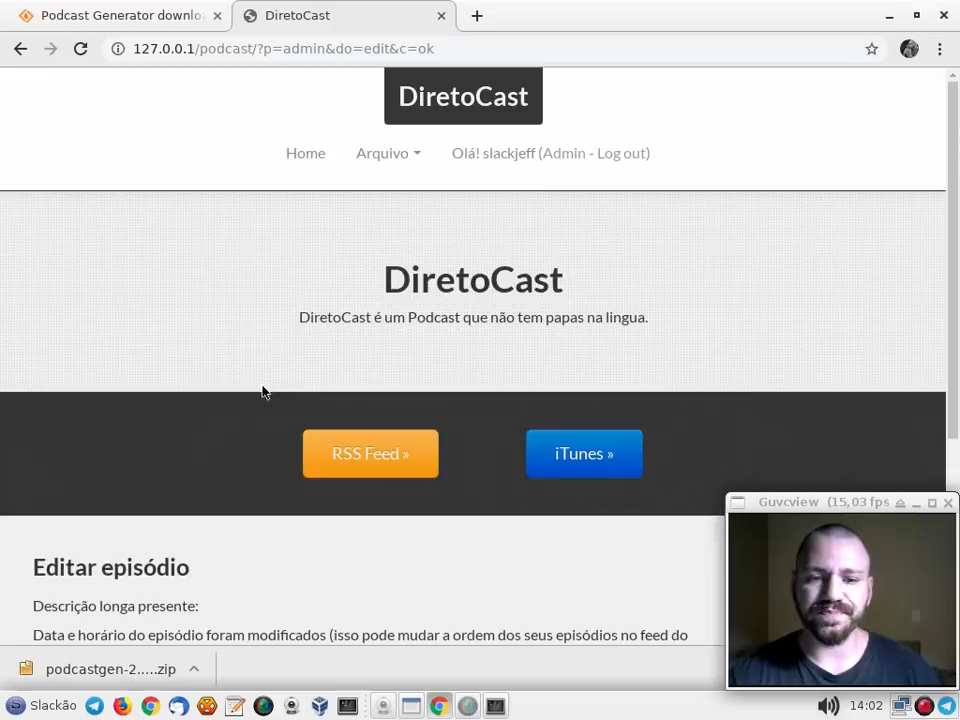 Podcast Generator downlo
DiretoCast
127.0.0.1/podcast/?p=admin&do=edit&c=ok
DiretoCast
Home
Arquivo
Olá! slackjeff (Admin - Log out)
DiretoCast
DiretoCast é um Podcast que não tem papas na lingua.
RSS Feed »
iTunes »
Guvcview (15,03 fps
Editar episódio
Descrição longa presente:
Data e horário do episódio foram modificados (isso pode mudar a ordem dos seus episódios no feed do
podcastgen-2.....zip
Slackão
14:02